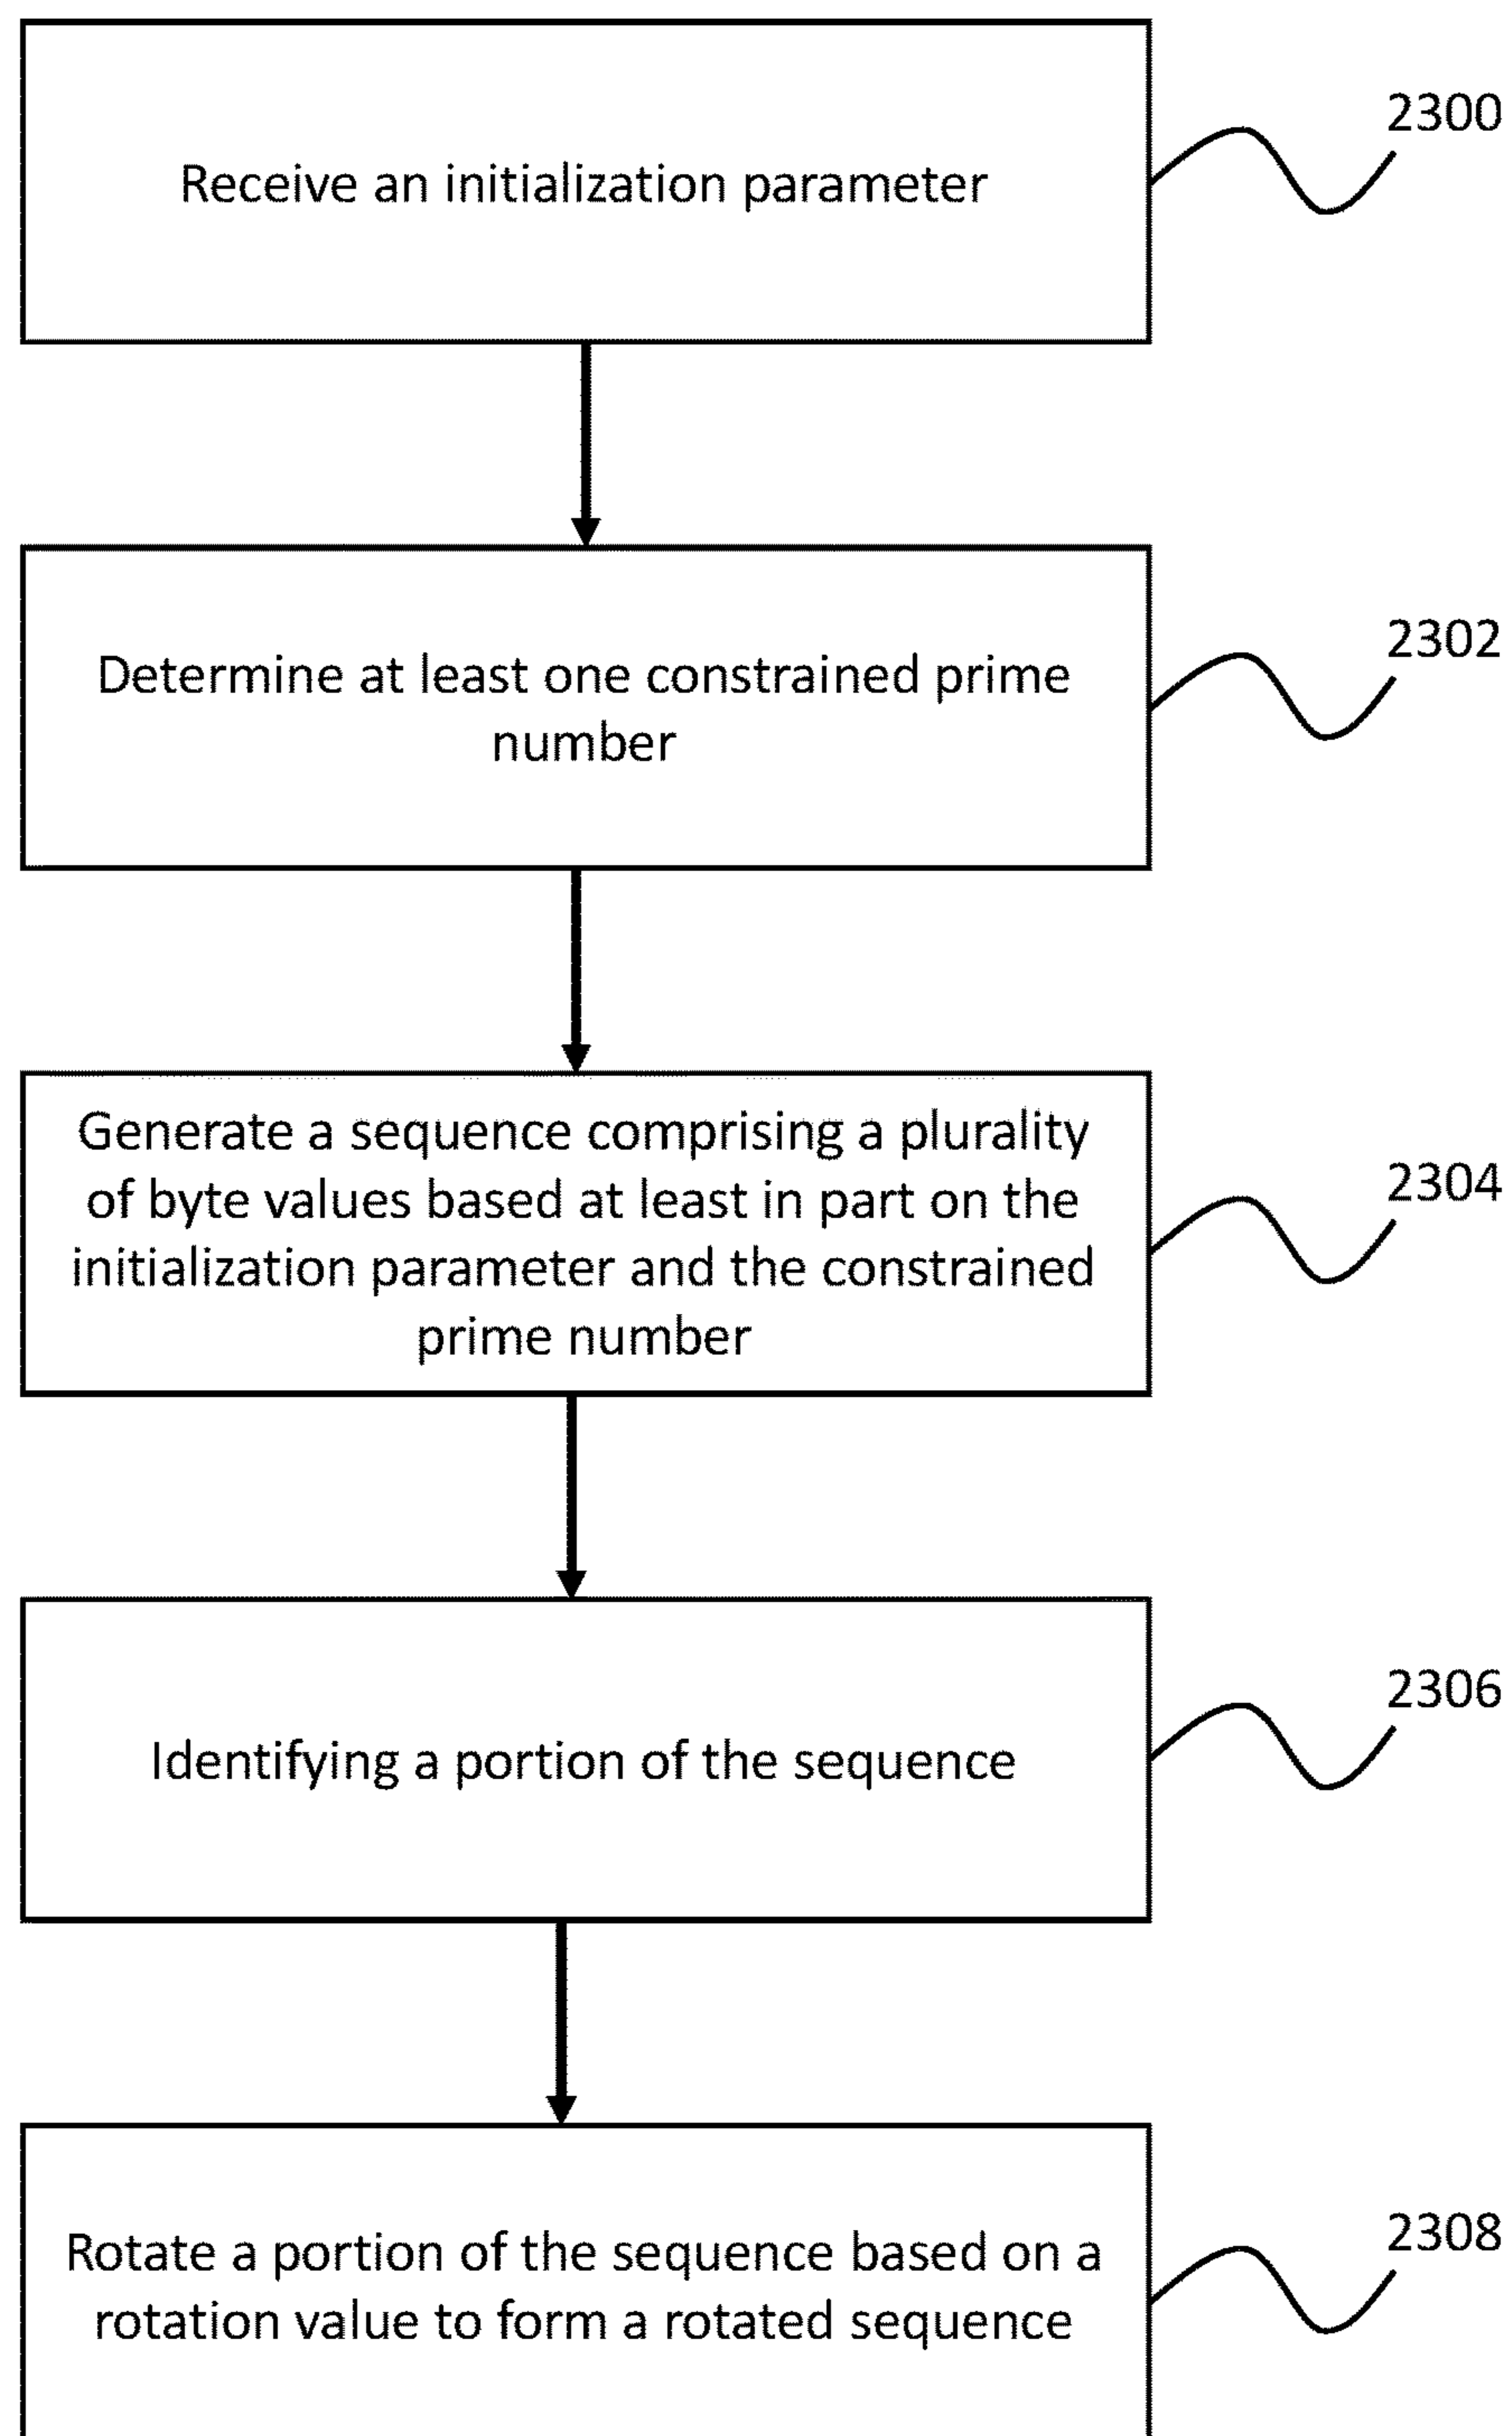 Receive an initialization parameter
2300
Determine at least one constrained prime
number
2302
Generate a sequence comprising a plurality
of byte values based at least in part on the
initialization parameter and the constrained
prime number
2304
Identifying a portion of the sequence
2306
Rotate a portion of the sequence based on a
rotation value to form a rotated sequence
2308